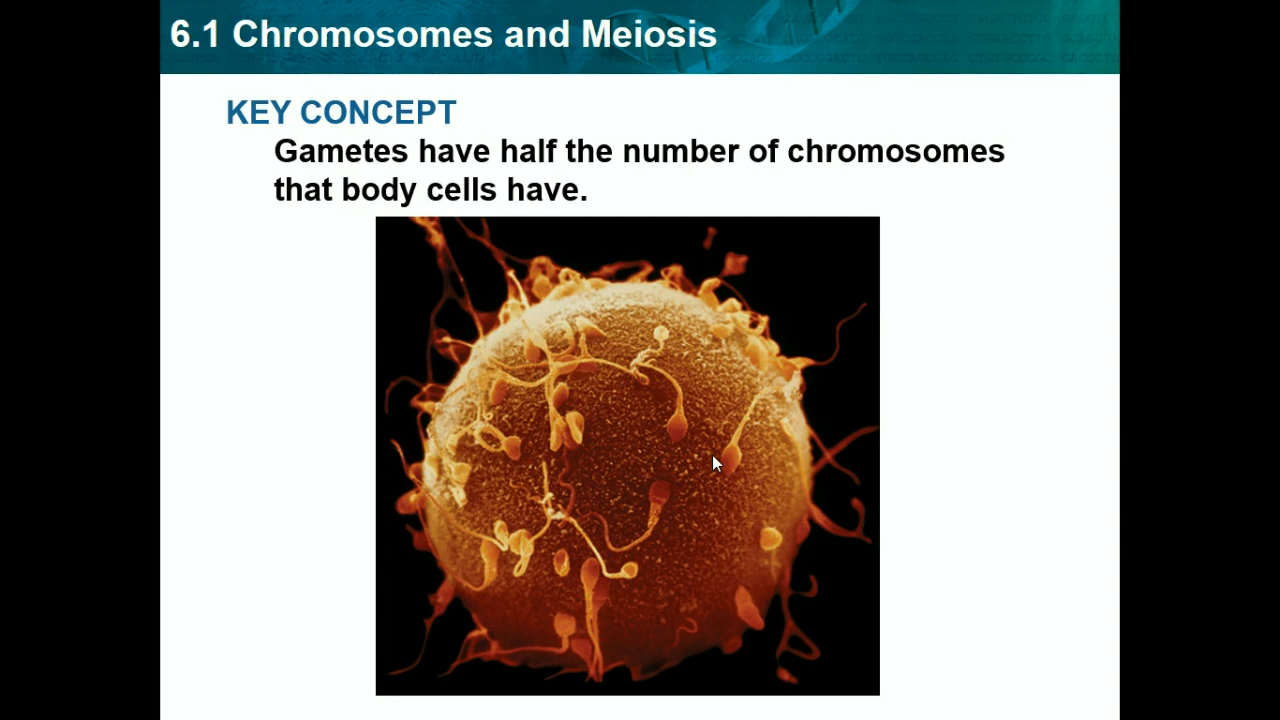 6.1 Chromosomes and Meiosis
KEY CONCEPT
Gametes have half the number of chromosomes
that body cells have.